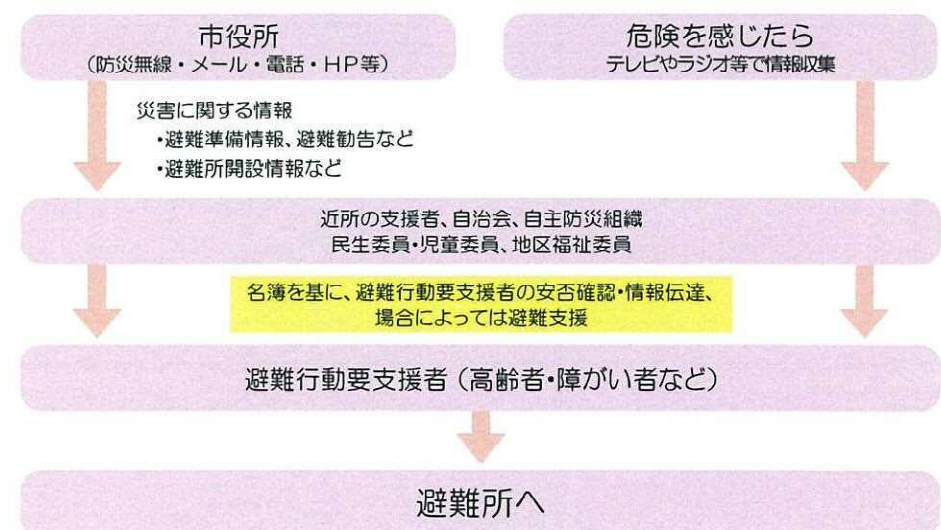 市役所
（防災無線・メール・電話・ＨＰ等）
危険を感じたら
テレビやラジオ等で情報収集
災害に関する情報
・避難準備情報、避難勧告など
・避難所開設情報など
近所の支援者、自治会、自主防災組織
民生委員・児童委員、地区福祉委員
名簿を基に、避難行動要支援者の安否確認・情報伝達、
場合によっては避難支援
避難行動要支援者（高齢者・障がい者など）
避難所へ